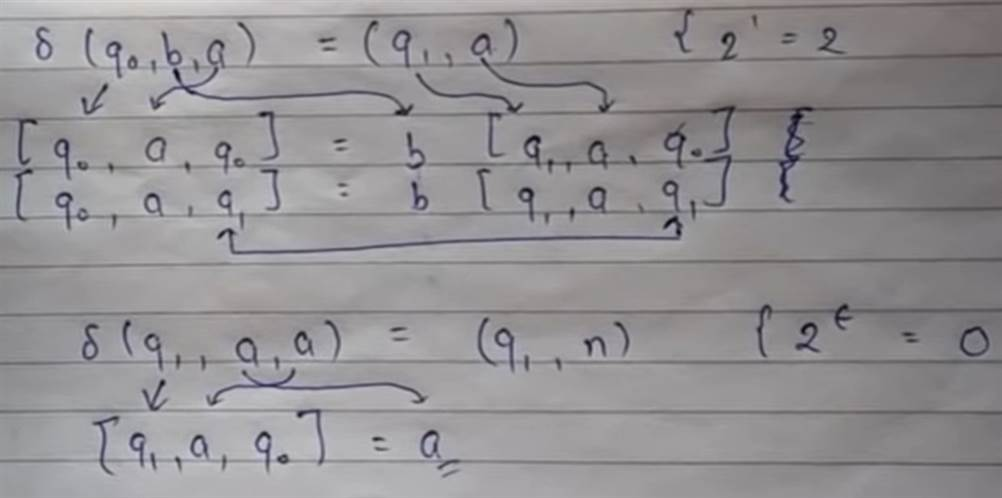 δ (q₀, b, a) = (q₁, a) { 2¹ = 2
[ q₀, a, q₀ ] = b [ q₁, a, q₀ ] {
[ q₀, a, q₁ ] = b [ q₁, a, q₁ ] {
δ (q₁, a, a) = (q₁, n) { 2^ϵ = 0
[ q₁, a, q₀ ] = a